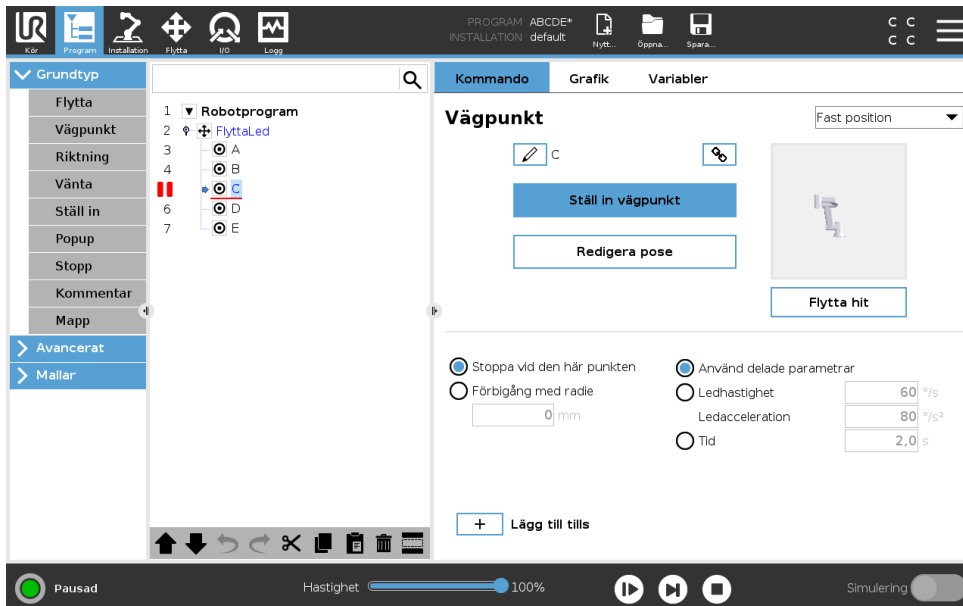 UR
PROGRAM ABCDE*
INSTALLATION default
Kör Program Installation Flytta I/O Logg Nytt... Öppna... Spara...
C C
C C
Grundtyp
Flytta
Vägpunkt
Riktning
Vänta
Ställ in
Popup
Stopp
Kommentar
Mapp
Avancerat
Mallar
1 Robotprogram
2 FlyttaLed
3 A
4 B
C
6 D
7 E
Kommando Grafik Variabler
Vägpunkt Fast position
C
Ställ in vägpunkt
Redigera pose
Flytta hit
Stoppa vid den här punkten
Förbigång med radie
0 mm
Använd delade parametrar
Ledhastighet 60 °/s
Ledacceleration 80 °/s²
Tid 2,0 s
+ Lägg till tills
Pausad Hastighet 100% Simulering